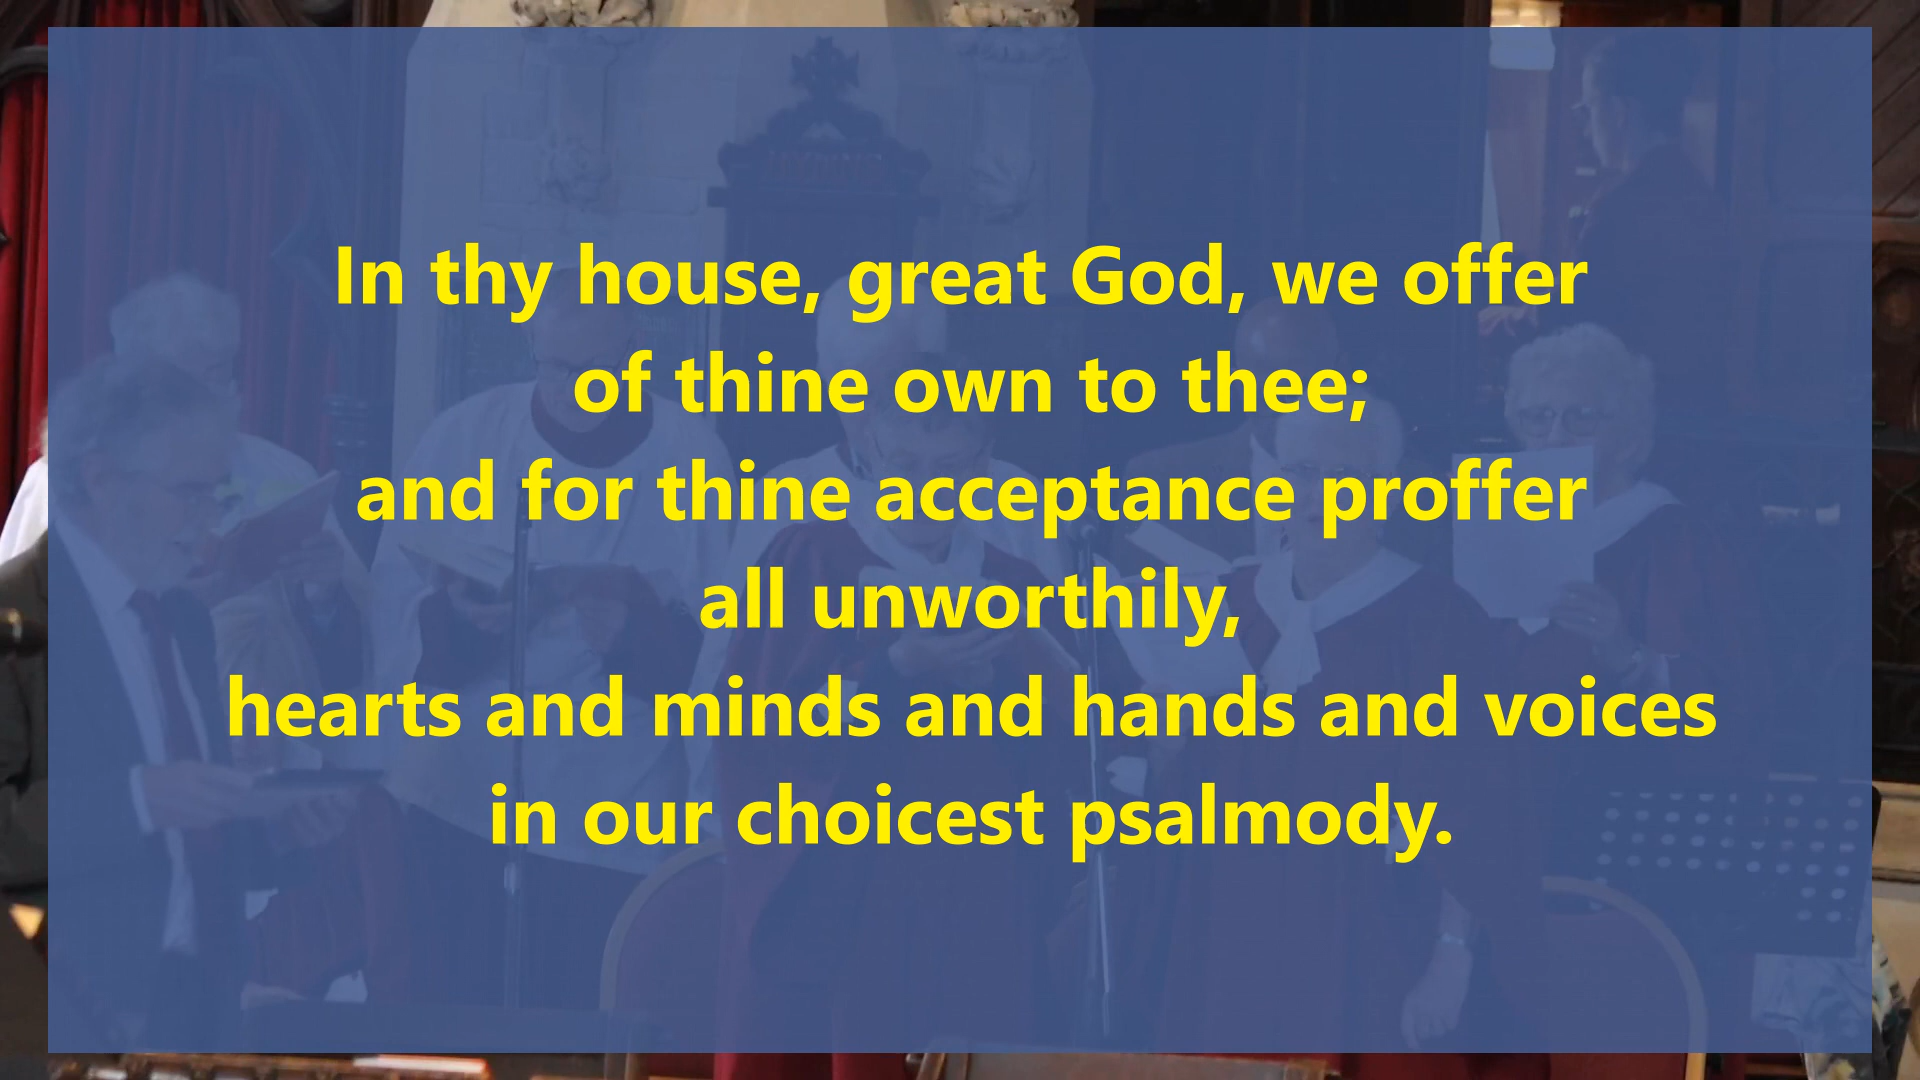 In thy house, great God, we offer
of thine own to thee;
and for thine acceptance proffer
all unworthily,
hearts and minds and hands and voices
in our choicest psalmody.